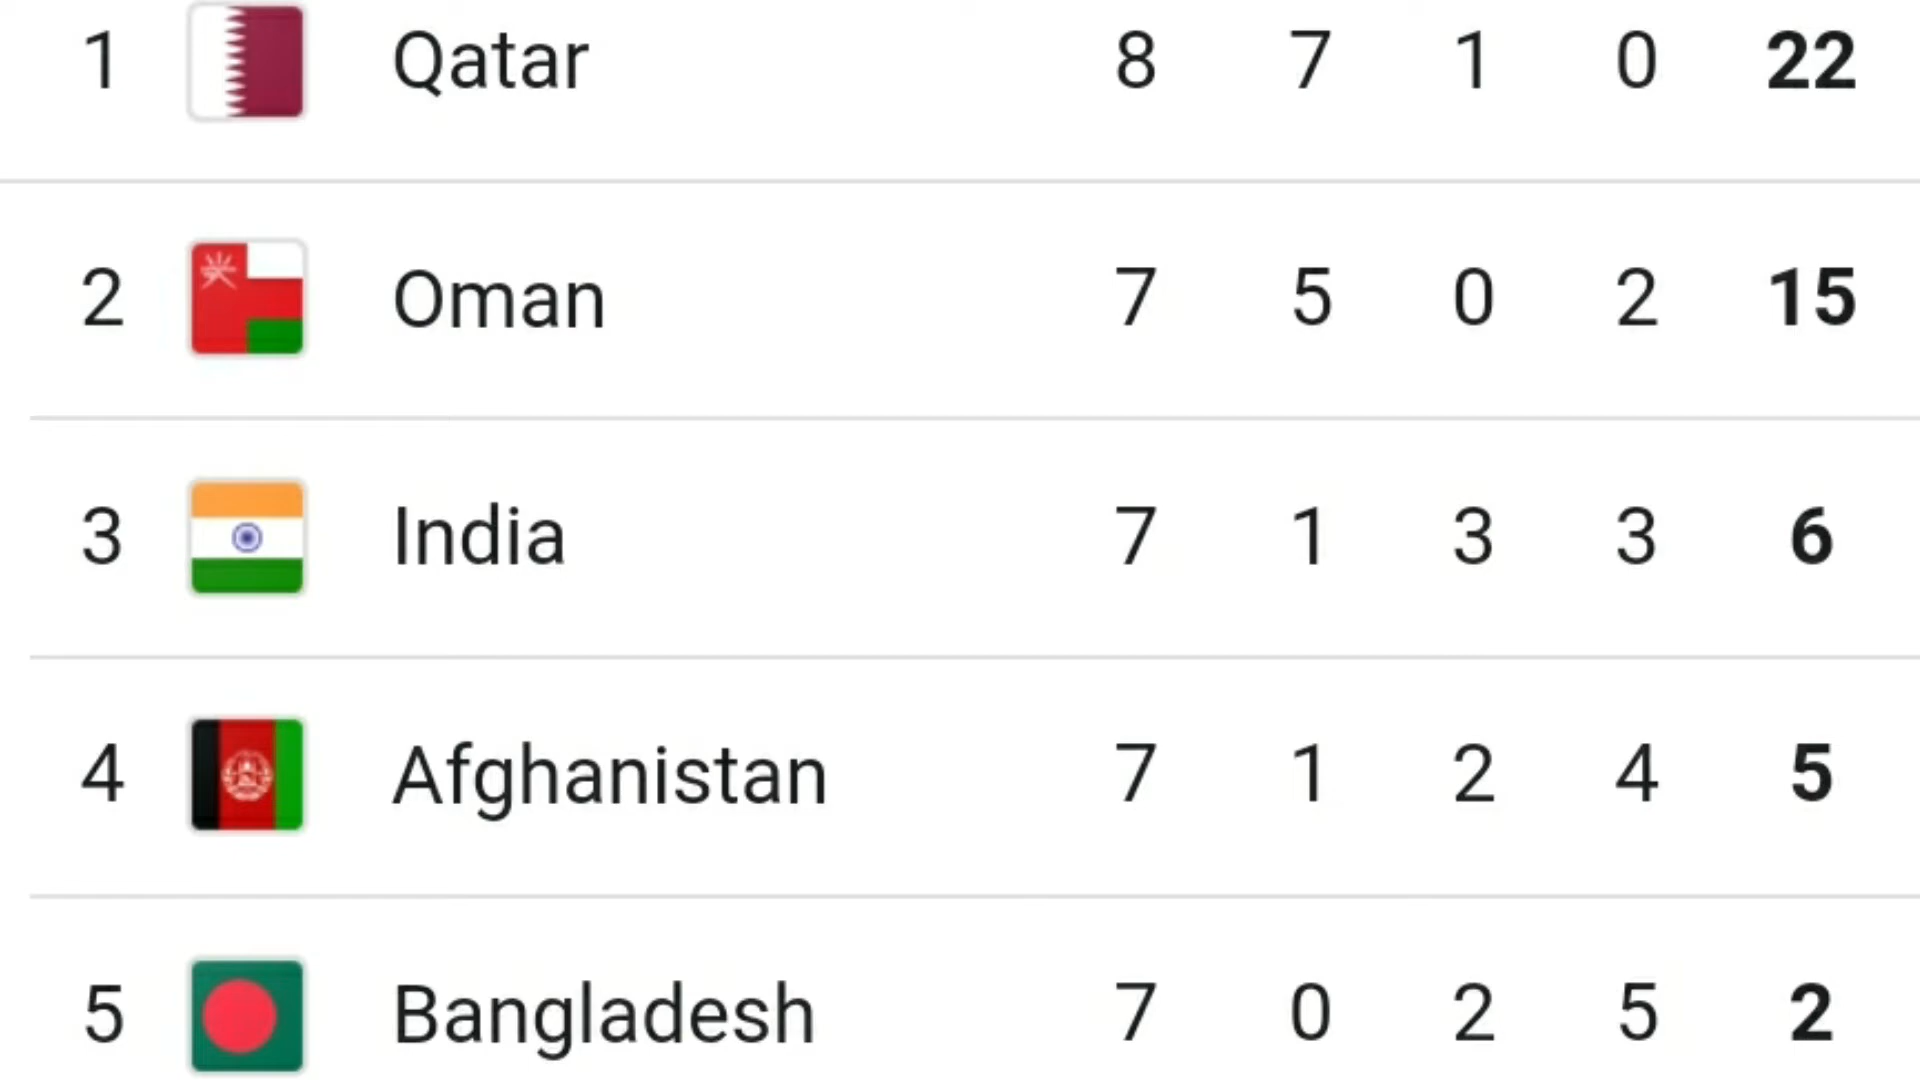 1 Qatar 8 7 1 0 22
2 Oman 7 5 0 2 15
3 India 7 1 3 3 6
4 Afghanistan 7 1 2 4 5
5 Bangladesh 7 0 2 5 2